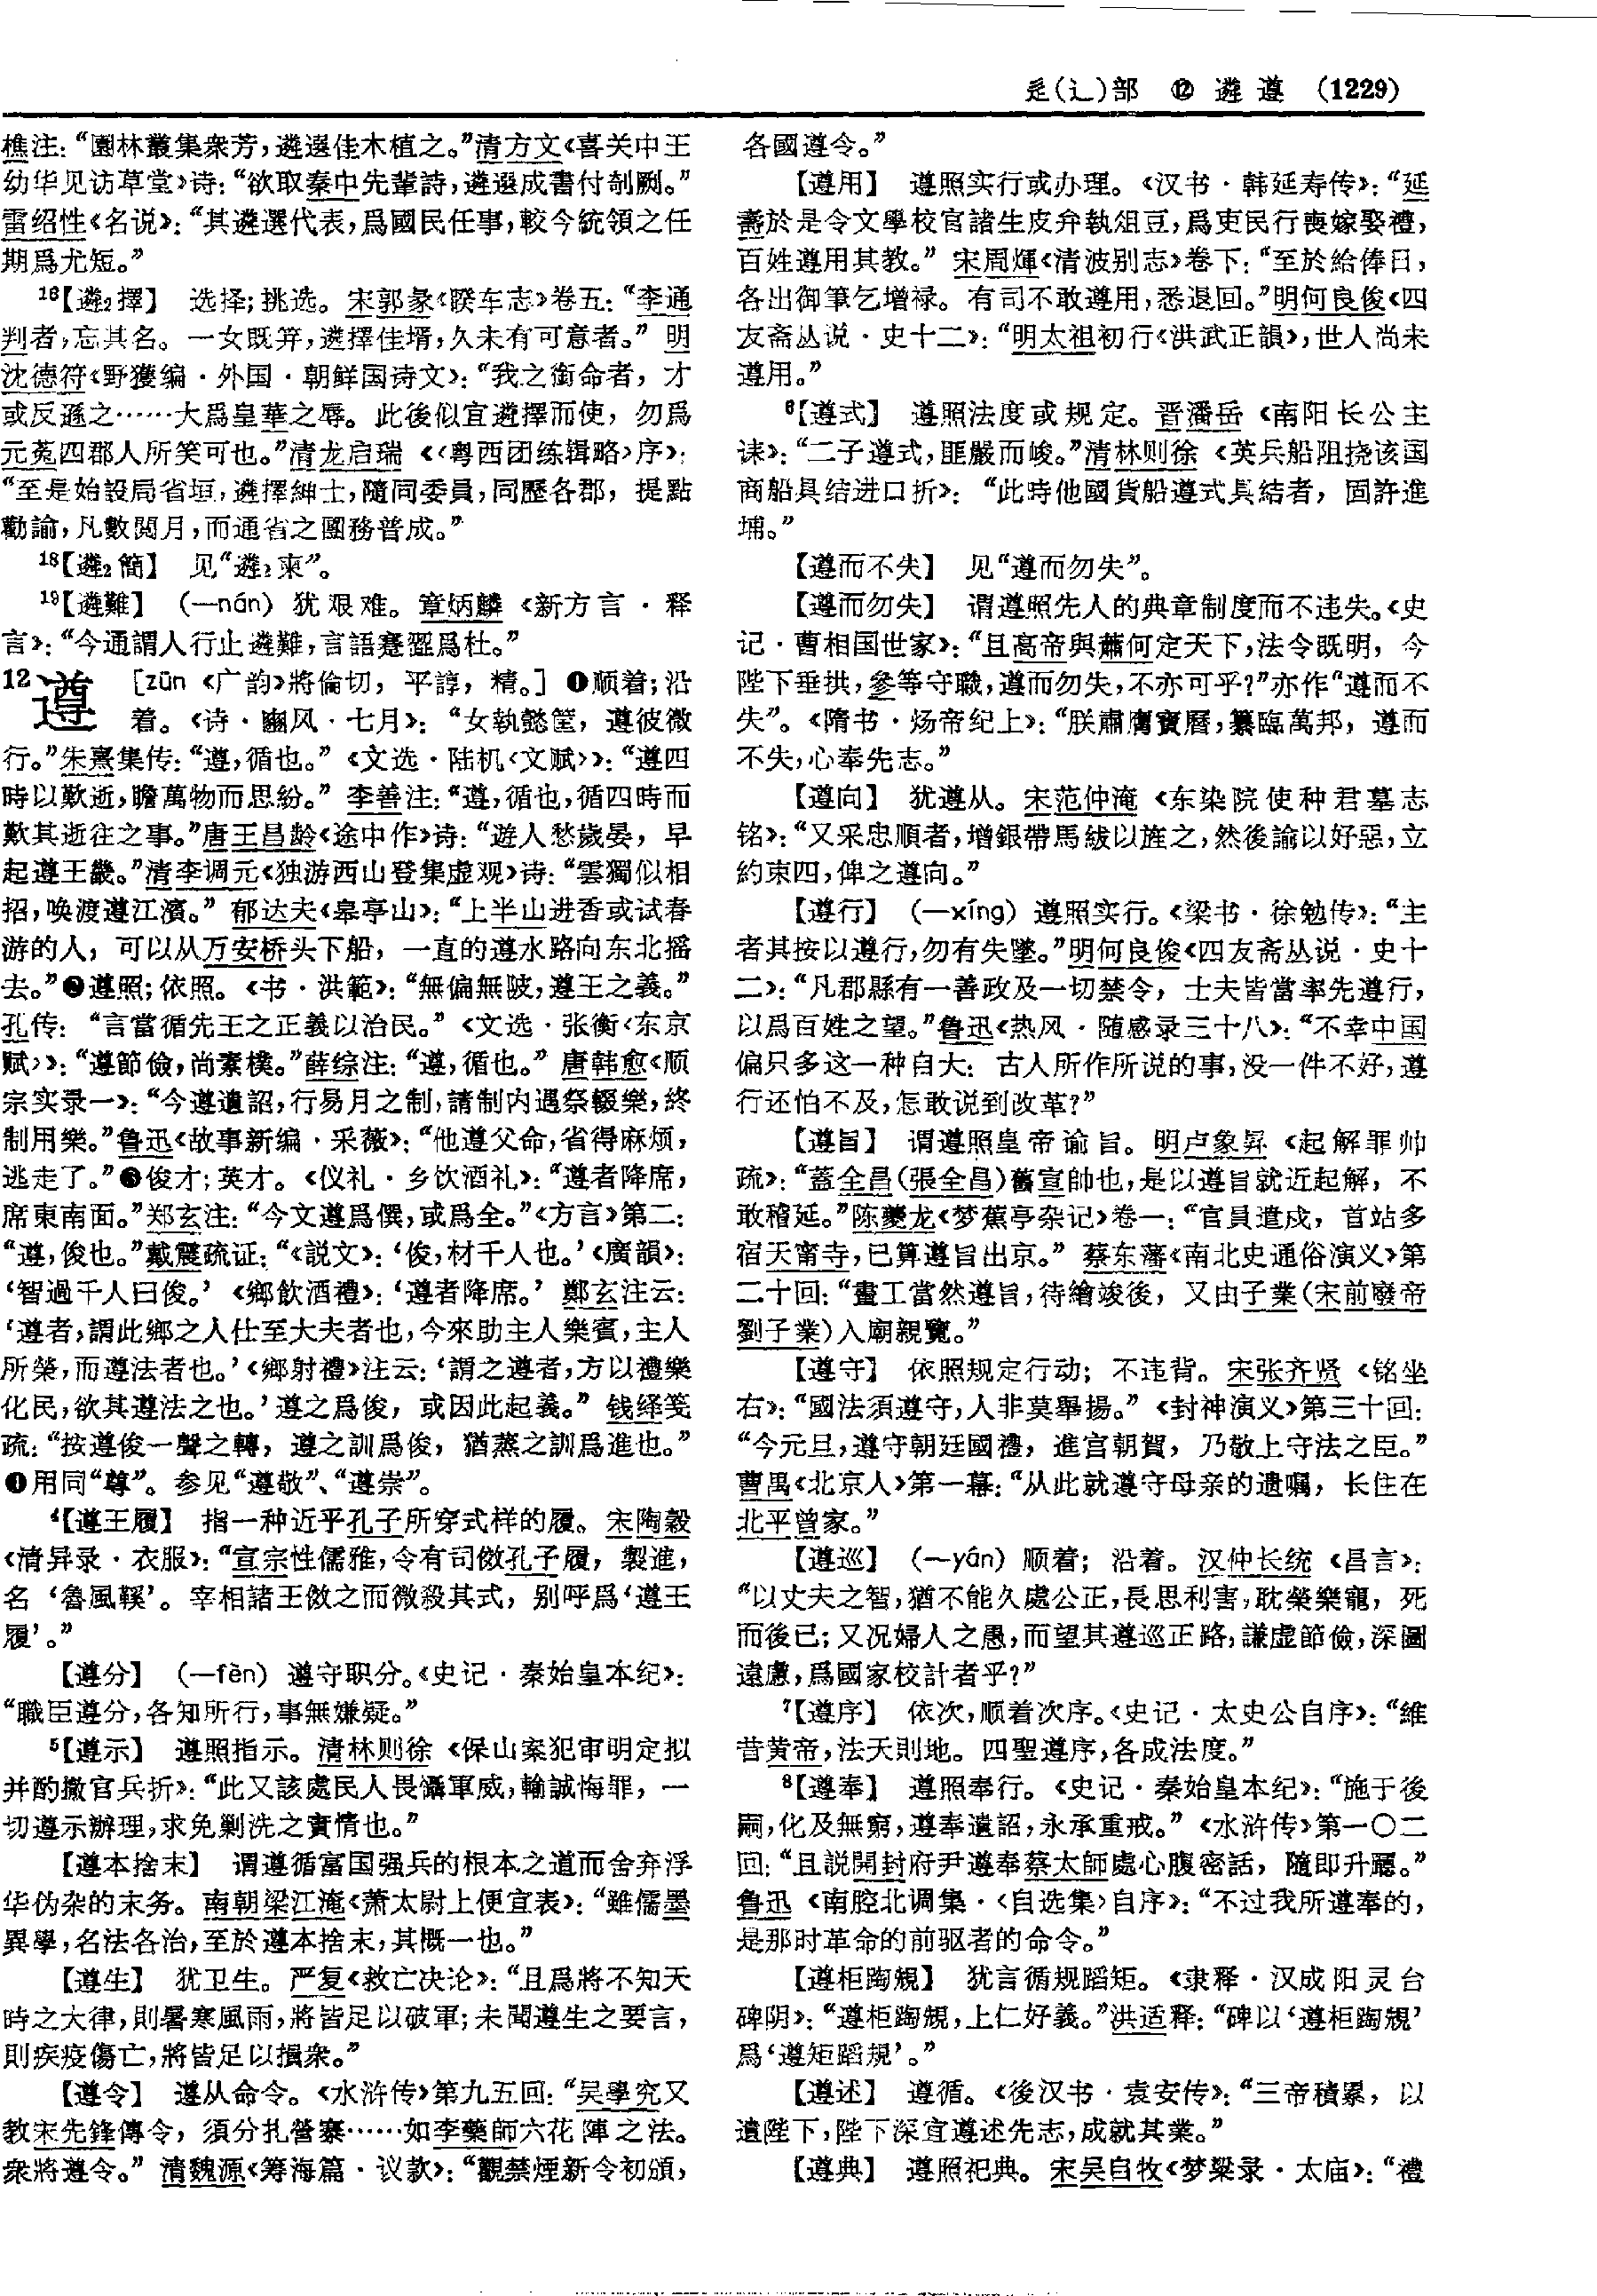 辵(辶)部　⑫　遴 遵　(1229)
樵注：“園林叢集衆芳，遴選佳木植之。”清方文《喜关中王
幼华见访草堂》诗：“欲取秦中先輩詩，遴選成書付剞劂。”
雷绍性《名说》：“其遴選代表，爲國民任事，較今統領之任
期爲尤短。”
16【遴₂擇】　选择；挑选。宋郭彖《睽车志》卷五：“李通
判者，忘其名。一女既笄，遴擇佳壻，久未有可意者。”明
沈德符《野獲编·外国·朝鲜国诗文》：“我之銜命者，才
或反遜之……大爲皇華之辱。此後似宜遴擇而使，勿爲
元菟四郡人所笑可也。”清龙启瑞《〈粤西团练辑略〉序》：
“至是始設局省垣，遴擇紳士，隨同委員，同歷各郡，提點
勸諭，凡數閲月，而通省之團務普成。”
18【遴₂簡】　见“遴₂柬”。
19【遴難】　(—nán) 犹艰难。章炳麟《新方言·释
言》：“今通謂人行止遴難，言語蹇歰爲杜。”
12遵　[zūn《广韵》將倫切，平諄，精。] ❶顺着；沿
着。《诗·豳风·七月》：“女執懿筐，遵彼微
行。”朱熹集传：“遵，循也。”《文选·陆机〈文赋〉》：“遵四
時以歎逝，瞻萬物而思紛。”李善注：“遵，循也，循四時而
歎其逝往之事。”唐王昌龄《途中作》诗：“遊人愁歲晏，早
起遵王畿。”清李调元《独游西山登集虚观》诗：“雲獨似相
招，唤渡遵江濱。”郁达夫《皋亭山》：“上半山进香或试春
游的人，可以从万安桥头下船，一直的遵水路向东北摇
去。”❷遵照；依照。《书·洪範》：“無偏無陂，遵王之義。”
孔传：“言當循先王之正義以治民。”《文选·张衡〈东京
赋〉》：“遵節儉，尚素樸。”薛综注：“遵，循也。”唐韩愈《顺
宗实录一》：“今遵遺詔，行易月之制，請制内遇祭輟樂，終
制用樂。”鲁迅《故事新编·采薇》：“他遵父命，省得麻烦，
逃走了。”❸俊才；英才。《仪礼·乡饮酒礼》：“遵者降席，
席東南面。”郑玄注：“今文遵爲僎，或爲全。”《方言》第二：
“遵，俊也。”戴震疏证：“《説文》：‘俊，材千人也。’《廣韻》：
‘智過千人曰俊。’《鄉飲酒禮》：‘遵者降席。’鄭玄注云：
‘遵者，謂此鄉之人仕至大夫者也，今來助主人樂賓，主人
所榮，而遵法者也。’《鄉射禮》注云：‘謂之遵者，方以禮樂
化民，欲其遵法之也。’遵之爲俊，或因此起義。”钱绎笺
疏：“按遵俊一聲之轉，遵之訓爲俊，猶蒸之訓爲進也。”
❹用同“尊”。参见“遵敬”、“遵崇”。
4【遵王履】　指一种近乎孔子所穿式样的履。宋陶穀
《清异录·衣服》：“宣宗性儒雅，令有司倣孔子履，製進，
名‘魯風鞵’。宰相諸王倣之而微殺其式，别呼爲‘遵王
履’。”
【遵分】　(—fèn) 遵守职分。《史记·秦始皇本纪》：
“職臣遵分，各知所行，事無嫌疑。”
5【遵示】　遵照指示。清林则徐《保山案犯审明定拟
并酌撤官兵折》：“此又該處民人畏懾軍威，輸誠悔罪，一
切遵示辦理，求免剿洗之實情也。”
【遵本捨末】　谓遵循富国强兵的根本之道而舍弃浮
华伪杂的末务。南朝梁江淹《萧太尉上便宜表》：“雖儒墨
異學，名法各治，至於遵本捨末，其概一也。”
【遵生】　犹卫生。严复《救亡决论》：“且爲將不知天
時之大律，則暑寒風雨，將皆足以破軍；未聞遵生之要言，
則疾疫傷亡，將皆足以損衆。”
【遵令】　遵从命令。《水浒传》第九五回：“吴學究又
教宋先鋒傳令，須分扎營寨……如李藥師六花陣之法。
衆將遵令。”清魏源《筹海篇·议款》：“觀禁煙新令初頒，
各國遵令。”
【遵用】　遵照实行或办理。《汉书·韩延寿传》：“延
壽於是令文學校官諸生皮弁執俎豆，爲吏民行喪嫁娶禮，
百姓遵用其教。”宋周煇《清波别志》卷下：“至於給俸日，
各出御筆乞增禄。有司不敢遵用，悉退回。”明何良俊《四
友斋丛说·史十二》：“明太祖初行《洪武正韻》，世人尚未
遵用。”
6【遵式】　遵照法度或规定。晋潘岳《南阳长公主
诔》：“二子遵式，匪嚴而峻。”清林则徐《英兵船阻挠该国
商船具结进口折》：“此時他國貨船遵式具結者，固許進
埔。”
【遵而不失】　见“遵而勿失”。
【遵而勿失】　谓遵照先人的典章制度而不违失。《史
记·曹相国世家》：“且高帝與蕭何定天下，法令既明，今
陛下垂拱，參等守職，遵而勿失，不亦可乎？”亦作“遵而不
失”。《隋书·炀帝纪上》：“朕肅膺寶曆，纂臨萬邦，遵而
不失，心奉先志。”
【遵向】　犹遵从。宋范仲淹《东染院使种君墓志
铭》：“又采忠順者，增銀帶馬紱以旌之，然後諭以好惡，立
約束四，俾之遵向。”
【遵行】　(—xíng) 遵照实行。《梁书·徐勉传》：“主
者其按以遵行，勿有失墜。”明何良俊《四友斋丛说·史十
二》：“凡郡縣有一善政及一切禁令，士夫皆當率先遵行，
以爲百姓之望。”鲁迅《热风·随感录三十八》：“不幸中国
偏只多这一种自大：古人所作所说的事，没一件不好，遵
行还怕不及，怎敢说到改革？”
【遵旨】　谓遵照皇帝谕旨。明卢象昇《起解罪帅
疏》：“蓋全昌(張全昌)舊宣帥也，是以遵旨就近起解，不
敢稽延。”陈夔龙《梦蕉亭杂记》卷一：“官員遣戍，首站多
宿天甯寺，已算遵旨出京。”蔡东藩《南北史通俗演义》第
二十回：“畫工當然遵旨，待繪竣後，又由子業(宋前廢帝
劉子業)入廟親覽。”
【遵守】　依照规定行动；不违背。宋张齐贤《铭坐
右》：“國法須遵守，人非莫舉揚。”《封神演义》第三十回：
“今元旦，遵守朝廷國禮，進宫朝賀，乃敬上守法之臣。”
曹禺《北京人》第一幕：“从此就遵守母亲的遗嘱，长住在
北平曾家。”
【遵巡】　(—yán) 顺着；沿着。汉仲长统《昌言》：
“以丈夫之智，猶不能久處公正，長思利害，耽榮樂寵，死
而後已；又况婦人之愚，而望其遵巡正路，謙虚節儉，深圖
遠慮，爲國家校計者乎？”
7【遵序】　依次，顺着次序。《史记·太史公自序》：“維
昔黄帝，法天則地。四聖遵序，各成法度。”
8【遵奉】　遵照奉行。《史记·秦始皇本纪》：“施于後
嗣，化及無窮，遵奉遺詔，永承重戒。”《水浒传》第一〇二
回：“且説開封府尹遵奉蔡太師處心腹密話，隨即升廳。”
鲁迅《南腔北调集·〈自选集〉自序》：“不过我所遵奉的，
是那时革命的前驱者的命令。”
【遵柜蹈䂓】　犹言循规蹈矩。《隶释·汉成阳灵台
碑阴》：“遵柜蹈䂓，上仁好義。”洪适释：“碑以‘遵柜蹈䂓’
爲‘遵矩蹈規’。”
【遵述】　遵循。《後汉书·袁安传》：“三帝積累，以
遺陛下，陛下深宜遵述先志，成就其業。”
【遵典】　遵照祀典。宋吴自牧《梦粱录·太庙》：“禮